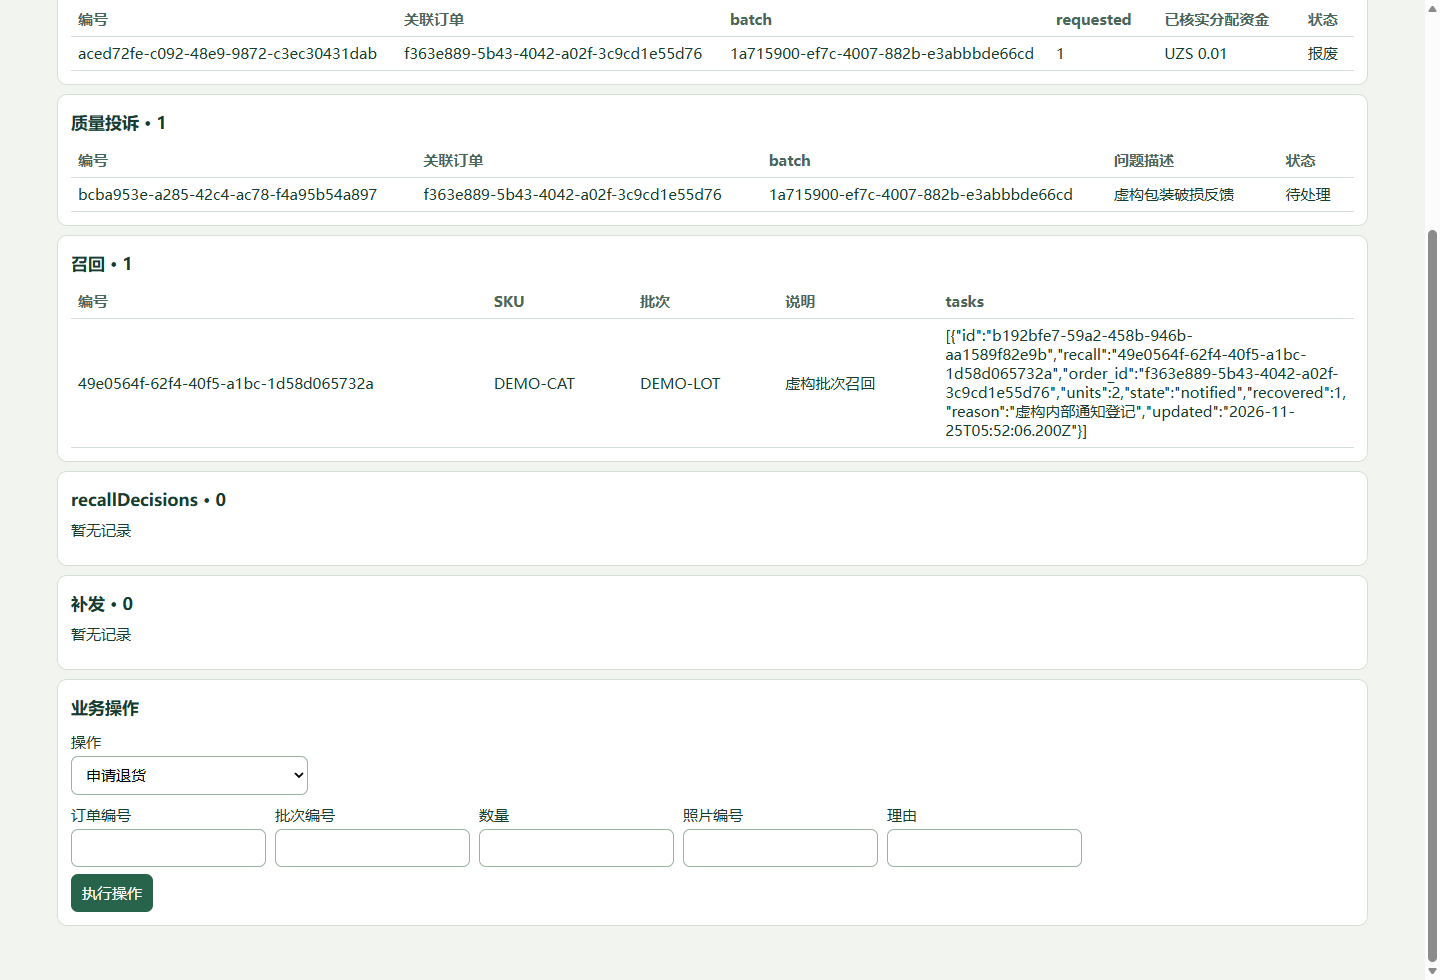 编号 关联订单 batch requested 已核实分配资金 状态
aced72fe-c092-48e9-9872-c3ec30431dab f363e889-5b43-4042-a02f-3c9cd1e55d76 1a715900-ef7c-4007-882b-e3abbbde66cd 1 UZS 0.01 报废
质量投诉 • 1
编号 关联订单 batch 问题描述 状态
bcba953e-a285-42c4-ac78-f4a95b54a897 f363e889-5b43-4042-a02f-3c9cd1e55d76 1a715900-ef7c-4007-882b-e3abbbde66cd 虚构包装破损反馈 待处理
召回 • 1
编号 SKU 批次 说明 tasks
49e0564f-62f4-40f5-a1bc-1d58d065732a DEMO-CAT DEMO-LOT 虚构批次召回
[{"id":"b192bfe7-59a2-458b-946b-
aa1589f82e9b","recall":"49e0564f-62f4-40f5-a1bc-
1d58d065732a","order_id":"f363e889-5b43-4042-a02f-
3c9cd1e55d76","units":2,"state":"notified","recovered":1,
"reason":"虚构内部通知登记","updated":"2026-11-
25T05:52:06.200Z"}]
recallDecisions • 0
暂无记录
补发 • 0
暂无记录
业务操作
操作
申请退货
订单编号 批次编号 数量 照片编号 理由
执行操作